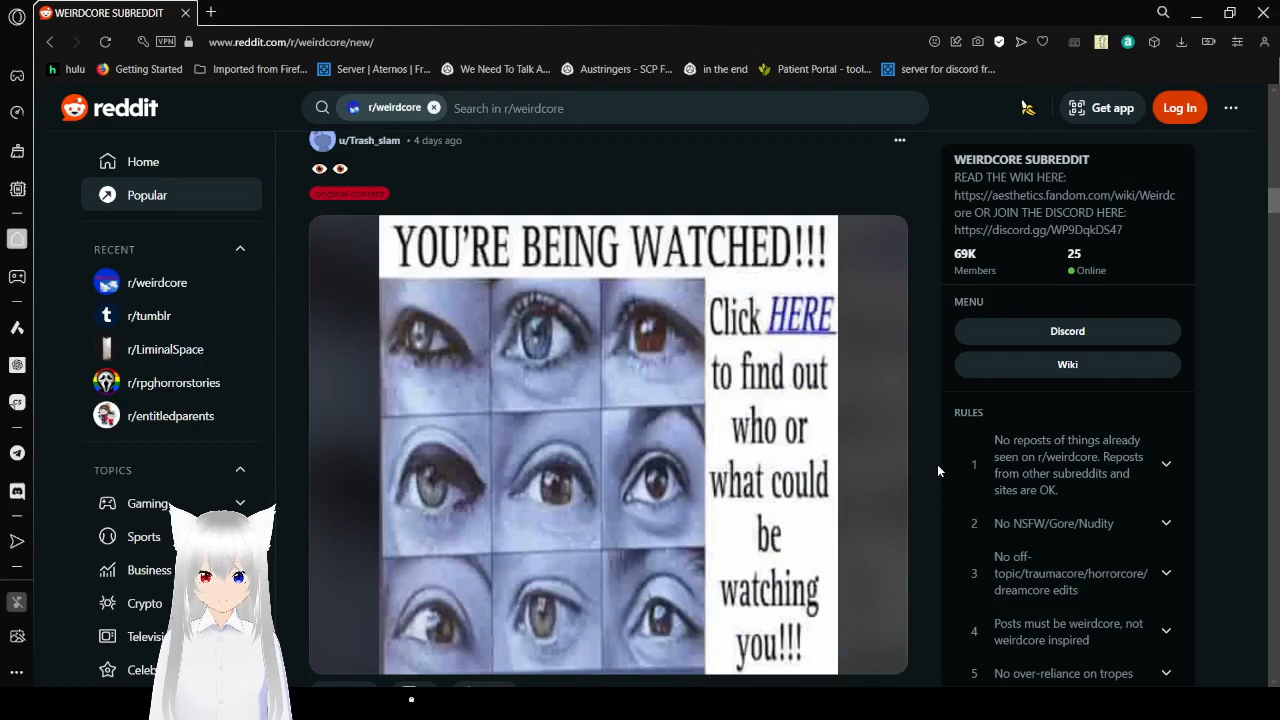 WEIRDCORE SUBREDDIT
VPN
www.reddit.com/r/weirdcore/new/
hulu
Getting Started
Imported from Firef...
Server | Aternos | Fr...
We Need To Talk A...
Austringers - SCP F...
in the end
Patient Portal - tool...
server for discord fr...
reddit
r/weirdcore
Search in r/weirdcore
Get app
Log In
Home
Popular
RECENT
r/weirdcore
r/tumblr
r/LiminalSpace
r/rpghorrorstories
r/entitledparents
TOPICS
Gaming
Sports
Business
Crypto
Televisi
Celeb
u/Trash_slam • 4 days ago
original content
YOU'RE BEING WATCHED!!!
Click HERE
to find out
who or
what could
be
watching
you!!!
WEIRDCORE SUBREDDIT
READ THE WIKI HERE:
https://aesthetics.fandom.com/wiki/Weirdc
ore OR JOIN THE DISCORD HERE:
https://discord.gg/WP9DqkDS47
69K
Members
25
Online
MENU
Discord
Wiki
RULES
1
No reposts of things already
seen on r/weirdcore. Reposts
from other subreddits and
sites are OK.
2 No NSFW/Gore/Nudity
3
No off-
topic/traumacore/horrorcore/
dreamcore edits
4
Posts must be weirdcore, not
weirdcore inspired
5 No over-reliance on tropes